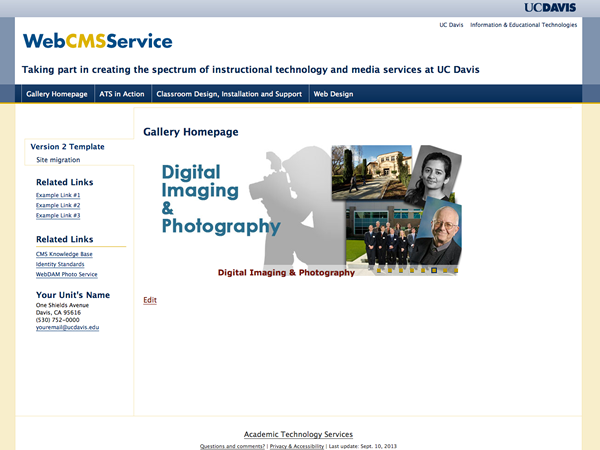 UCDAVIS
UC Davis Information & Educational Technologies
WebCMSService
Taking part in creating the spectrum of instructional technology and media services at UC Davis
Gallery Homepage ATS in Action Classroom Design, Installation and Support Web Design
Gallery Homepage
Version 2 Template
Site migration
Related Links
Example Link #1
Example Link #2
Example Link #3
Related Links
CMS Knowledge Base
Identity Standards
WebDAM Photo Service
Your Unit's Name
One Shields Avenue
Davis, CA 95616
(530) 752-0000
youremail@ucdavis.edu
Digital
Imaging
&
Photography
Digital Imaging & Photography
Edit
Academic Technology Services
Questions and comments? | Privacy & Accessibility | Last update: Sept. 10, 2013